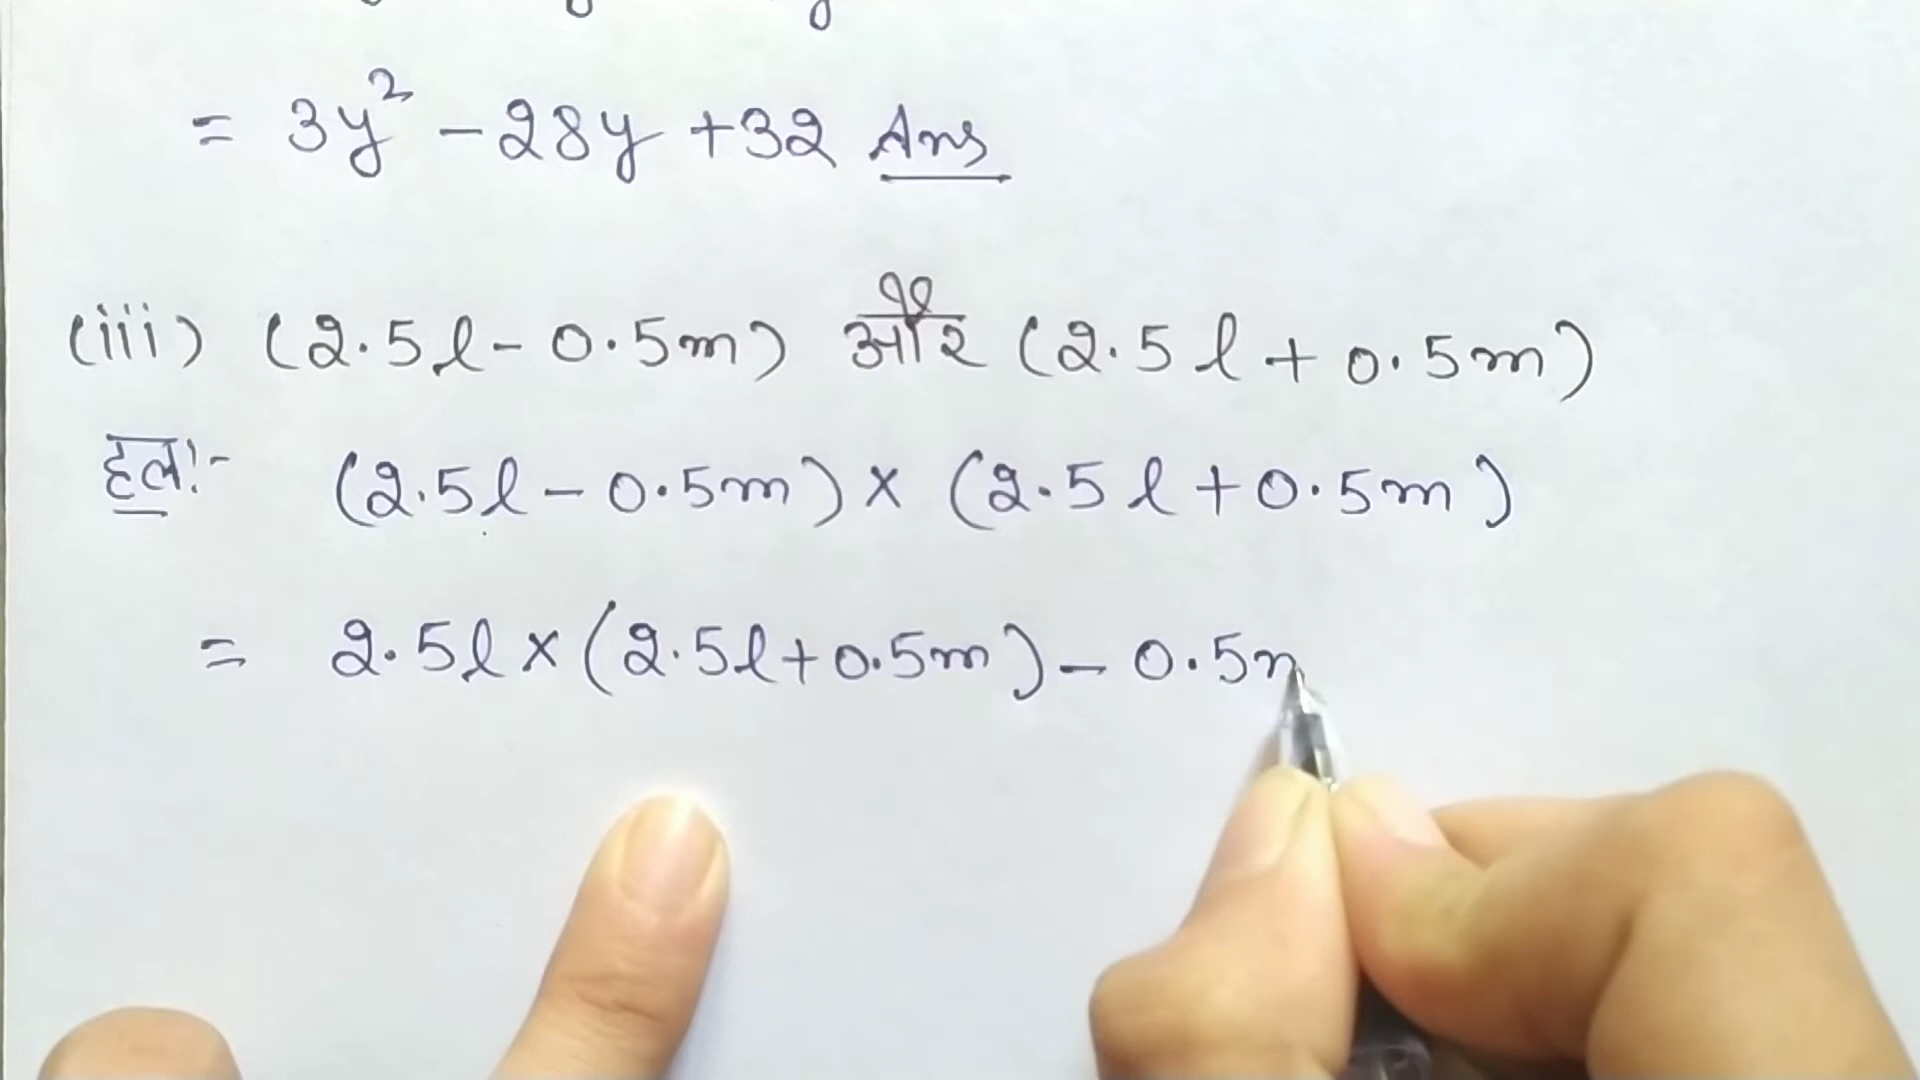 = 3y² - 28y + 32 Ans
(iii) (2.5l - 0.5m) और (2.5l + 0.5m)
हल:- (2.5l - 0.5m) × (2.5l + 0.5m)
= 2.5l × (2.5l + 0.5m) - 0.5m